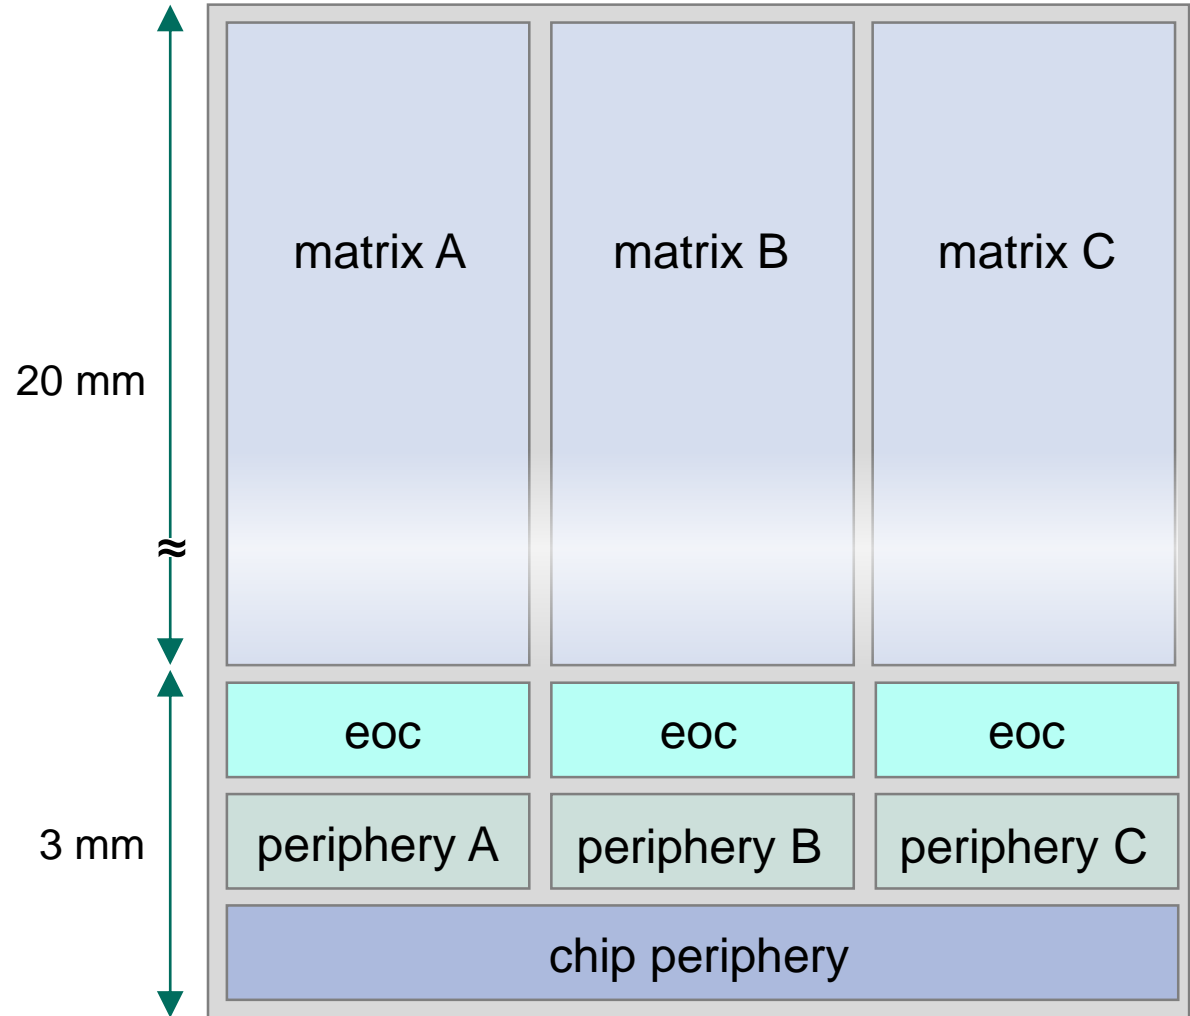 matrix A
matrix B
matrix C
20 mm
≈
eoc
eoc
eoc
3 mm
periphery A
periphery B
periphery C
chip periphery